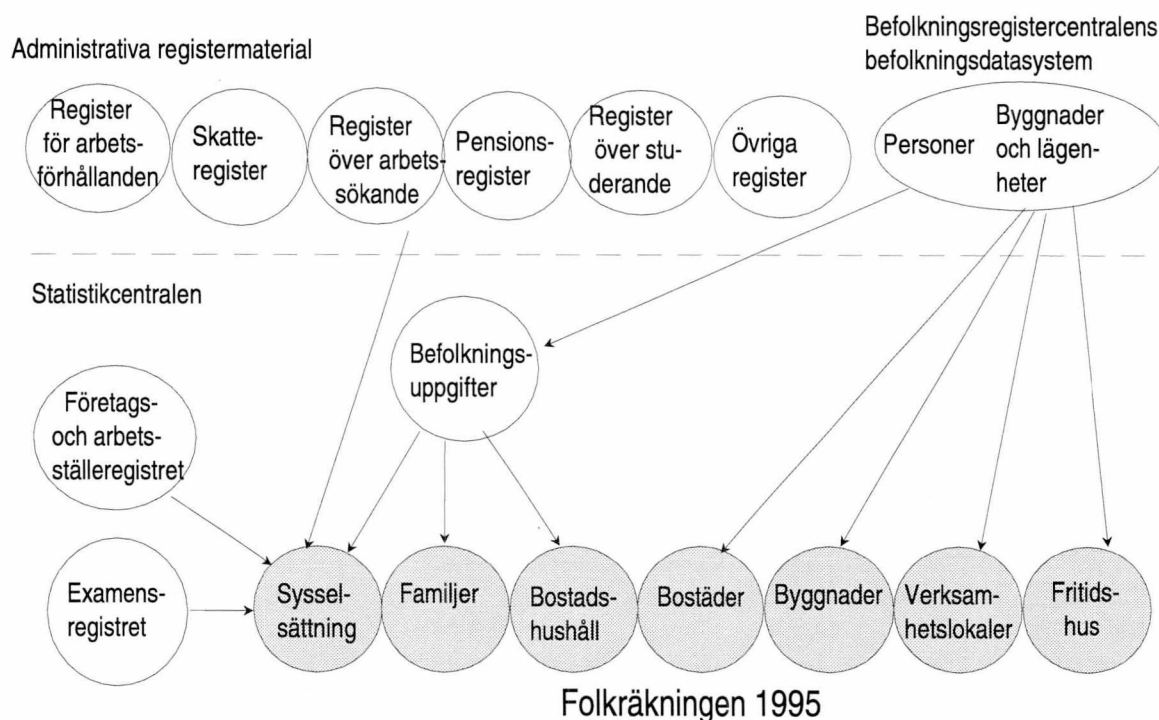 Administrativa registermaterial
Befolkningsregistercentralens
befolkningsdatasystem
Register
för arbets-
förhållanden
Skatte-
register
Register
över arbets-
sökande
Pensions-
register
Register
över stu-
derande
Övriga
register
Personer
Byggnader
och lägen-
heter
Statistikcentralen
Befolknings-
uppgifter
Företags-
och arbets-
ställeregistret
Examens-
registret
Syssel-
sättning
Familjer
Bostads-
hushåll
Bostäder
Byggnader
Verksam-
hetslokaler
Fritids-
hus
Folkräkningen 1995